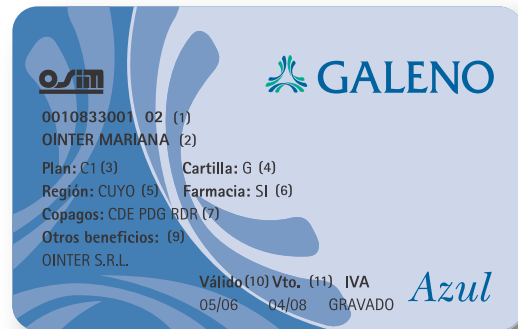 osim
GALENO
0010833001 02 (1)
OINTER MARIANA (2)
Plan: C1 (3) Cartilla: G (4)
Región: CUYO (5) Farmacia: SI (6)
Copagos: CDE PDG RDR (7)
Otros beneficios: (9)
OINTER S.R.L.
Válido (10) Vto. (11) IVA
05/06 04/08 GRAVADO
Azul